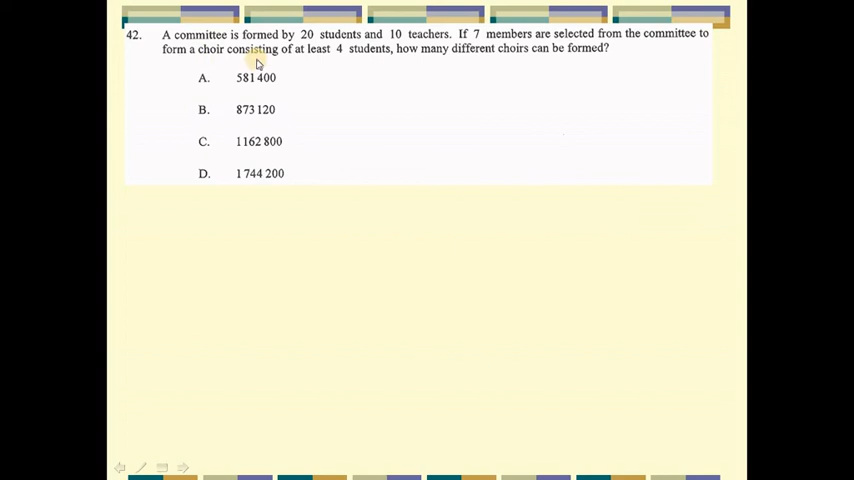 42. A committee is formed by 20 students and 10 teachers. If 7 members are selected from the committee to
form a choir consisting of at least 4 students, how many different choirs can be formed?
A. 581 400
B. 873 120
C. 1 162 800
D. 1 744 200